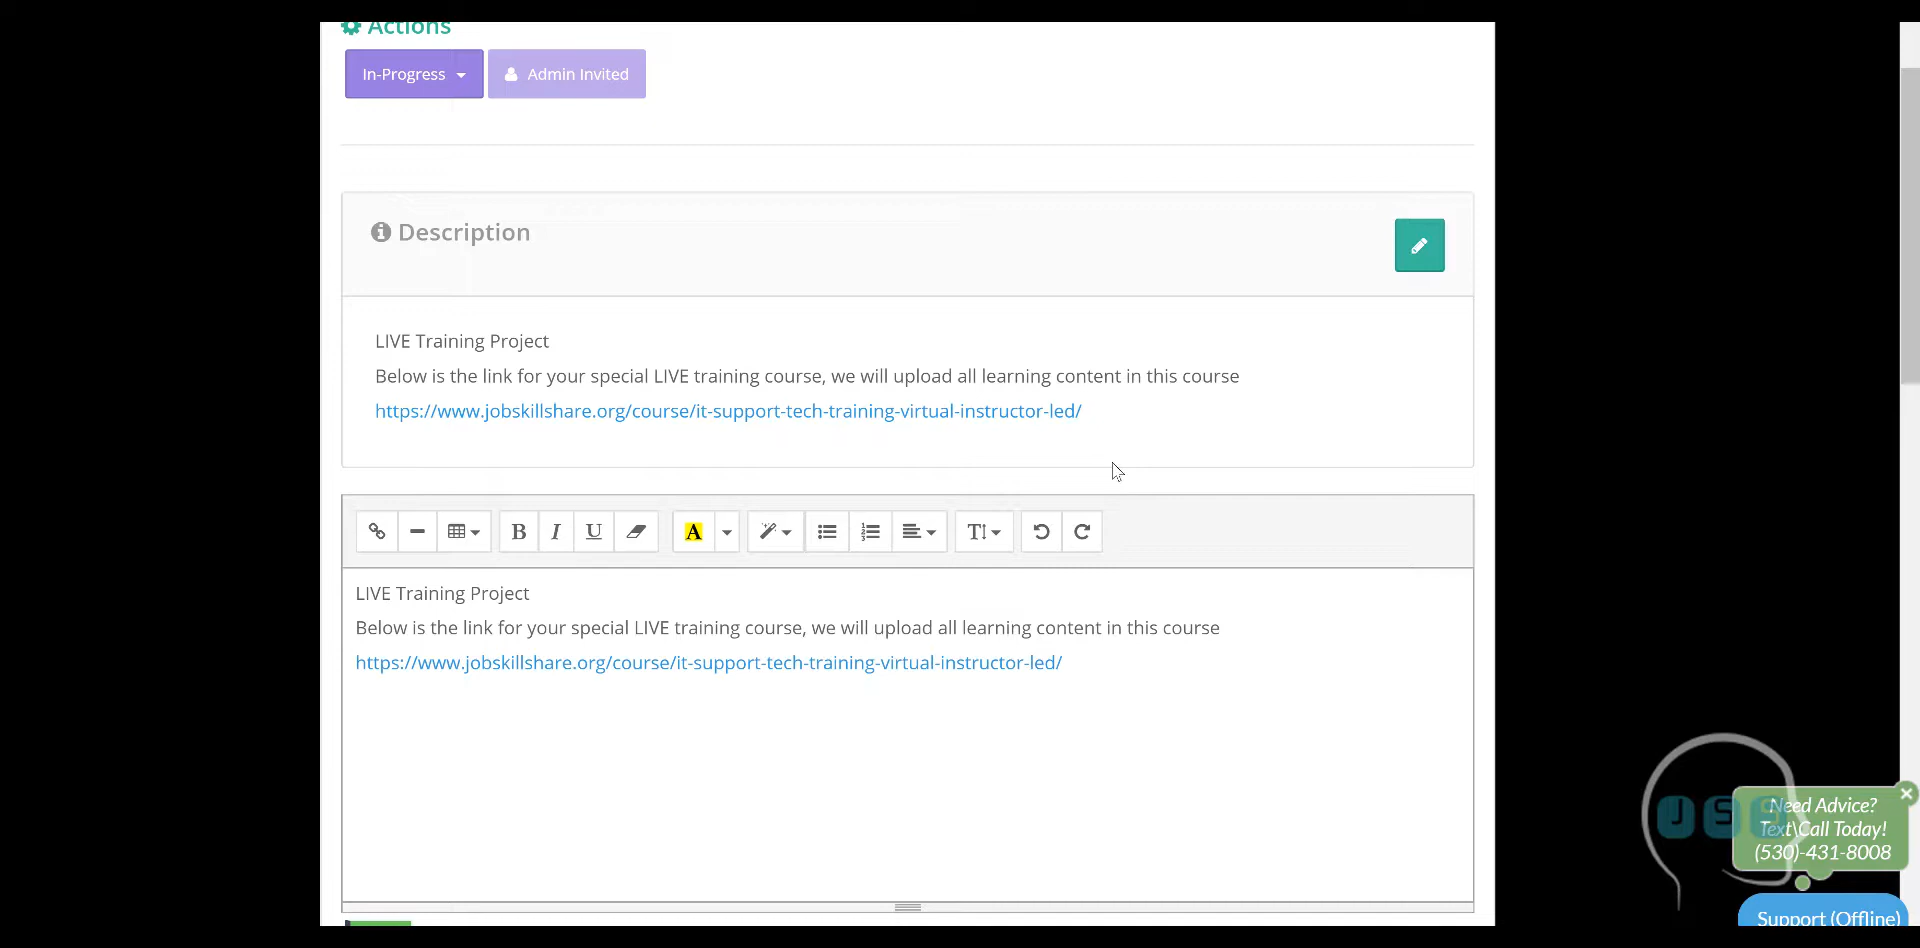 Actions
In-Progress
Admin Invited
Description
LIVE Training Project
Below is the link for your special LIVE training course, we will upload all learning content in this course
https://www.jobskillshare.org/course/it-support-tech-training-virtual-instructor-led/
B I U A T
LIVE Training Project
Below is the link for your special LIVE training course, we will upload all learning content in this course
https://www.jobskillshare.org/course/it-support-tech-training-virtual-instructor-led/
JSS
Need Advice?
Text\Call Today!
(530)-431-8008
Support (Offline)